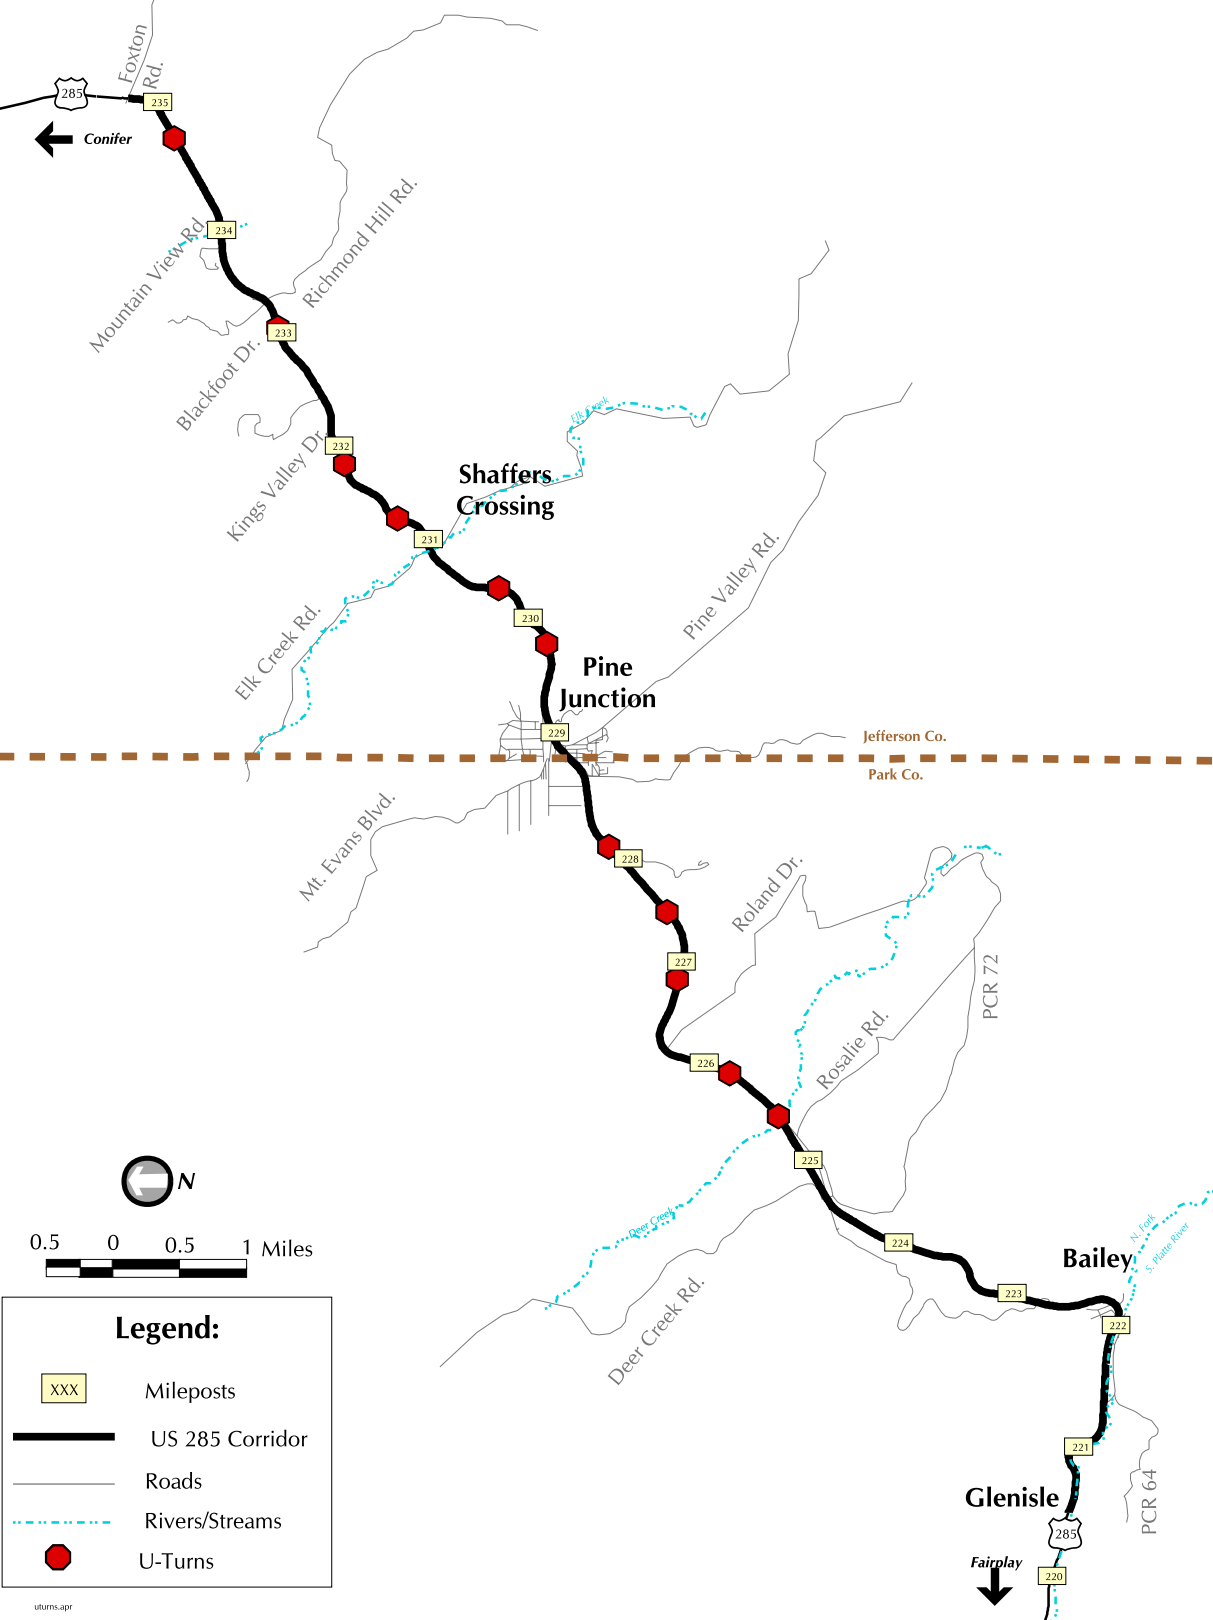 Foxton
Rd.
285
235
Conifer
234
Mountain View Rd.
Richmond Hill Rd.
233
Blackfoot Dr.
Elk Creek
232
Kings Valley Dr.
Shaffers
Crossing
231
Pine Valley Rd.
230
Elk Creek Rd.
Pine
Junction
229
Jefferson Co.
Park Co.
Mt. Evans Blvd.
228
Roland Dr.
227
PCR 72
Rosalie Rd.
226
225
N
Deer Creek
N. Fork
S. Platte River
224
Bailey
0.5 0 0.5 1 Miles
223
Deer Creek Rd.
222
Legend:
XXX Mileposts
US 285 Corridor
Roads
Rivers/Streams
U-Turns
221
Glenisle
PCR 64
285
Fairplay
220
uturns.apr